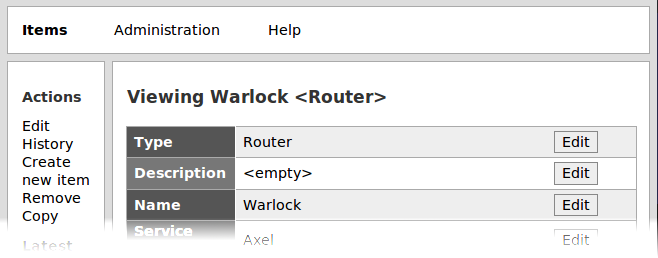 Items Administration Help
Actions
Edit
History
Create
new item
Remove
Copy
Latest
Viewing Warlock <Router>
Type Router Edit
Description <empty> Edit
Name Warlock Edit
Service Axel Edit